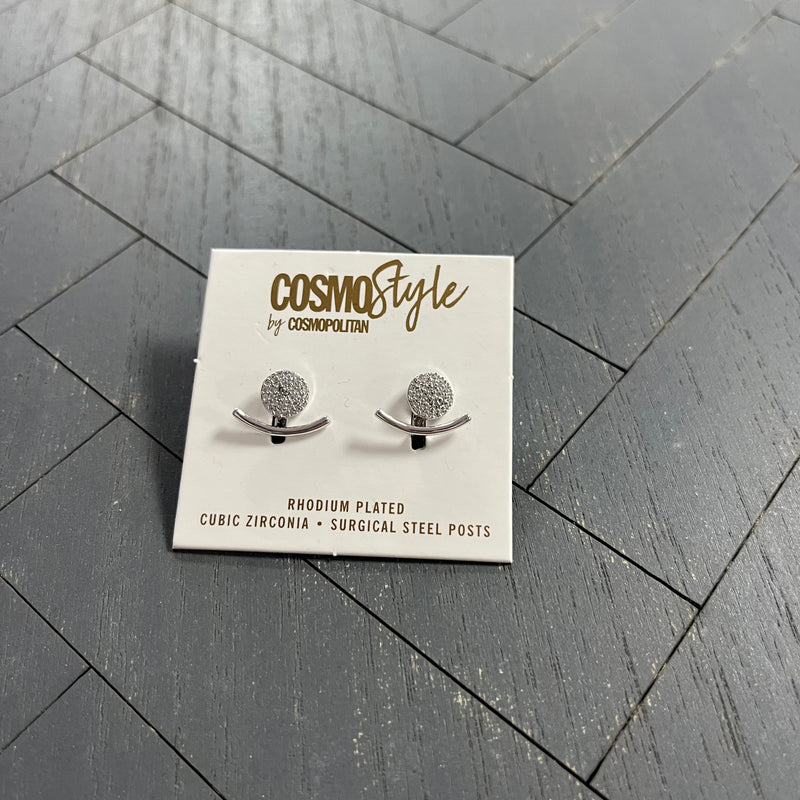 COSMOStyle
by COSMOPOLITAN
RHODIUM PLATED
CUBIC ZIRCONIA • SURGICAL STEEL POSTS